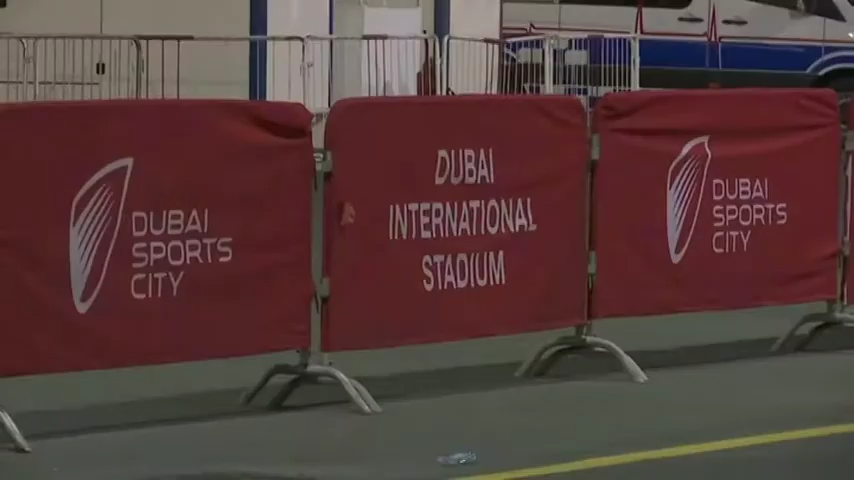 DUBAI
SPORTS
CITY
DUBAI
INTERNATIONAL
STADIUM
DUBAI
SPORTS
CITY